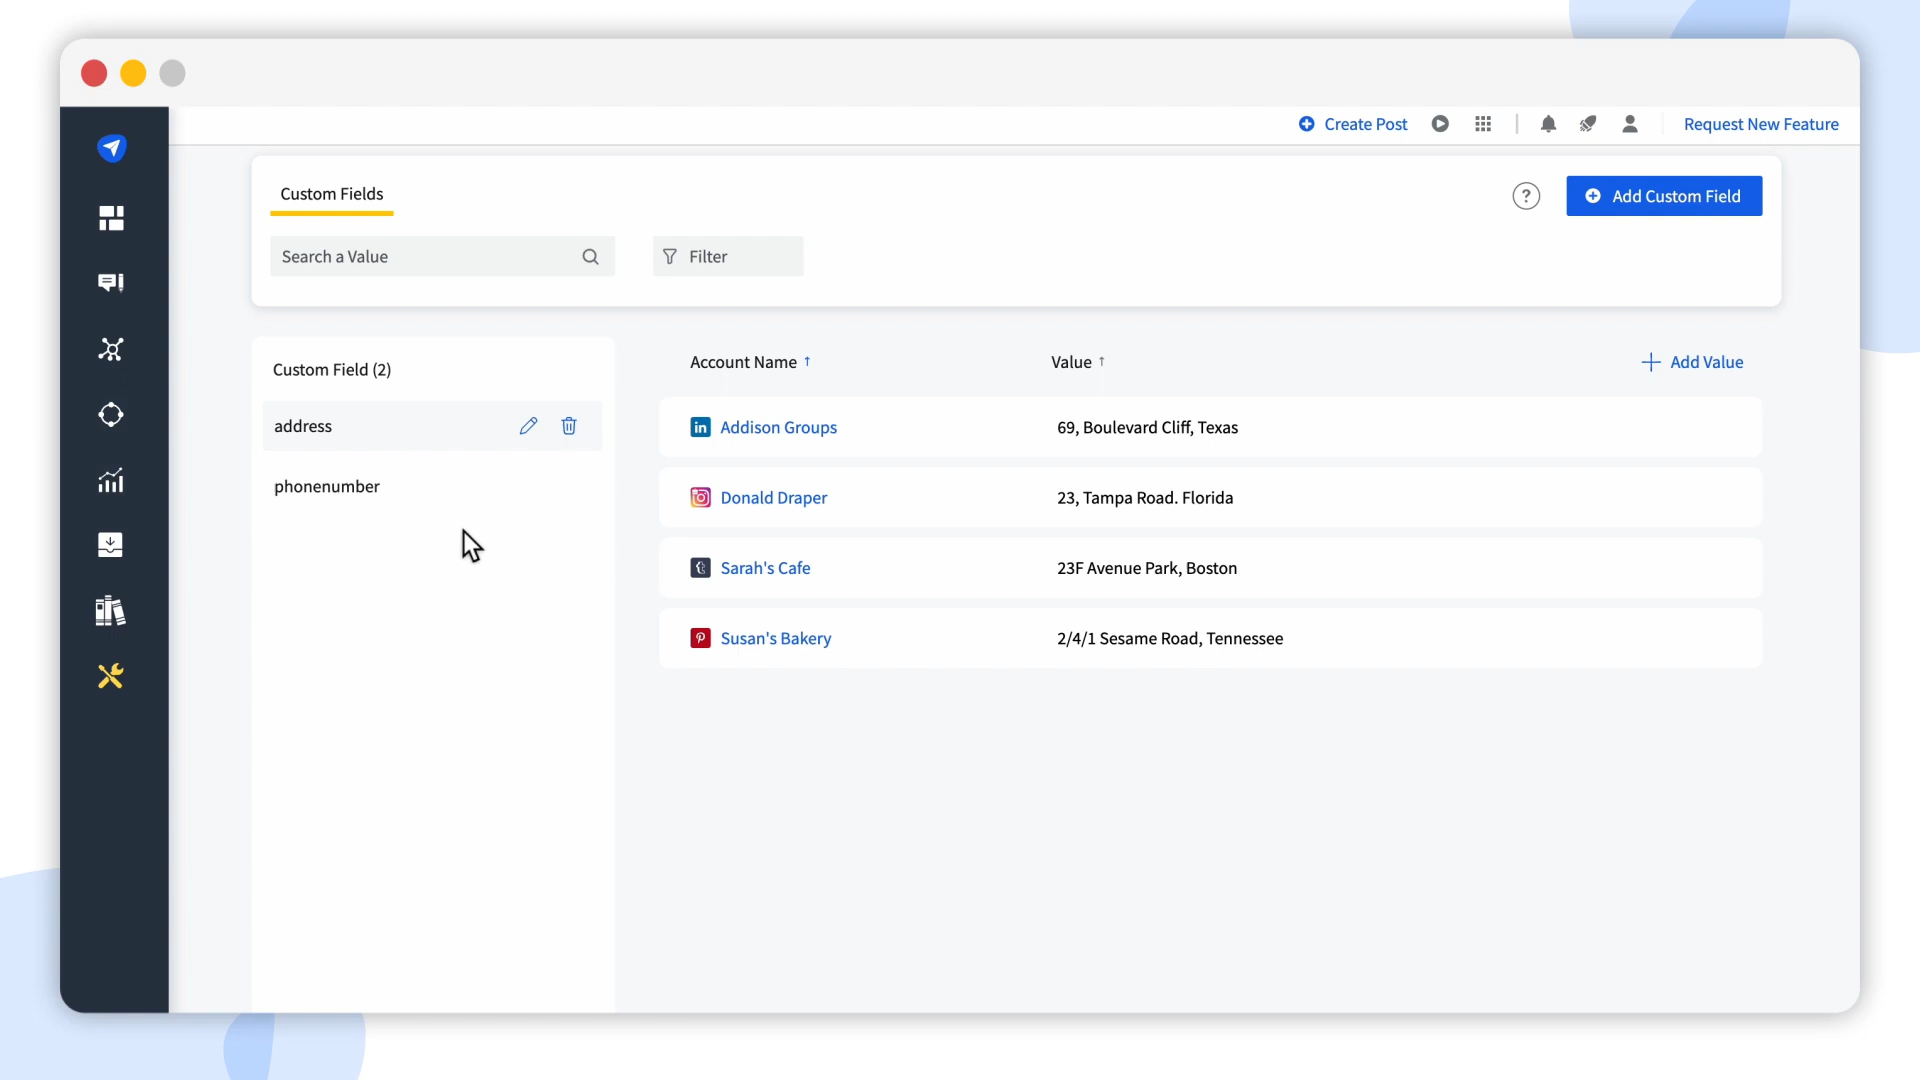 Create Post
Request New Feature
Custom Fields
Add Custom Field
Search a Value
Filter
Custom Field (2)
address
phonenumber
Account Name ↑
Value ↑
Add Value
Addison Groups
69, Boulevard Cliff, Texas
Donald Draper
23, Tampa Road. Florida
Sarah's Cafe
23F Avenue Park, Boston
Susan's Bakery
2/4/1 Sesame Road, Tennessee